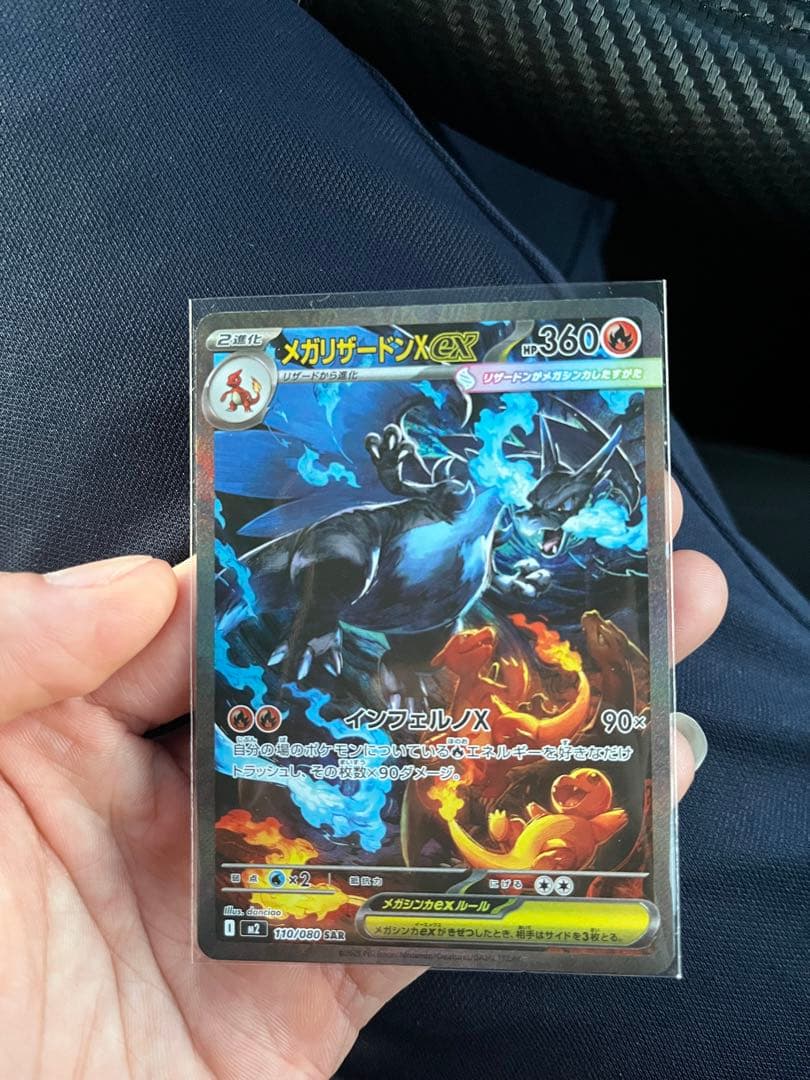 2進化
メガリザードンXex
HP360
リザードから進化
リザードンがメガシンカしたすがた
インフェルノX 90×
自分の場のポケモンについているエネルギーを好きなだけ
トラッシュし、その枚数×90ダメージ。
弱点 ×2 抵抗力 にげる
メガシンカexルール
メガシンカexがきぜつしたとき、相手はサイドを3枚とる。
Illus. danciao
I M2 110/080 SAR
©2025 Pokémon/Nintendo/Creatures/GAME FREAK